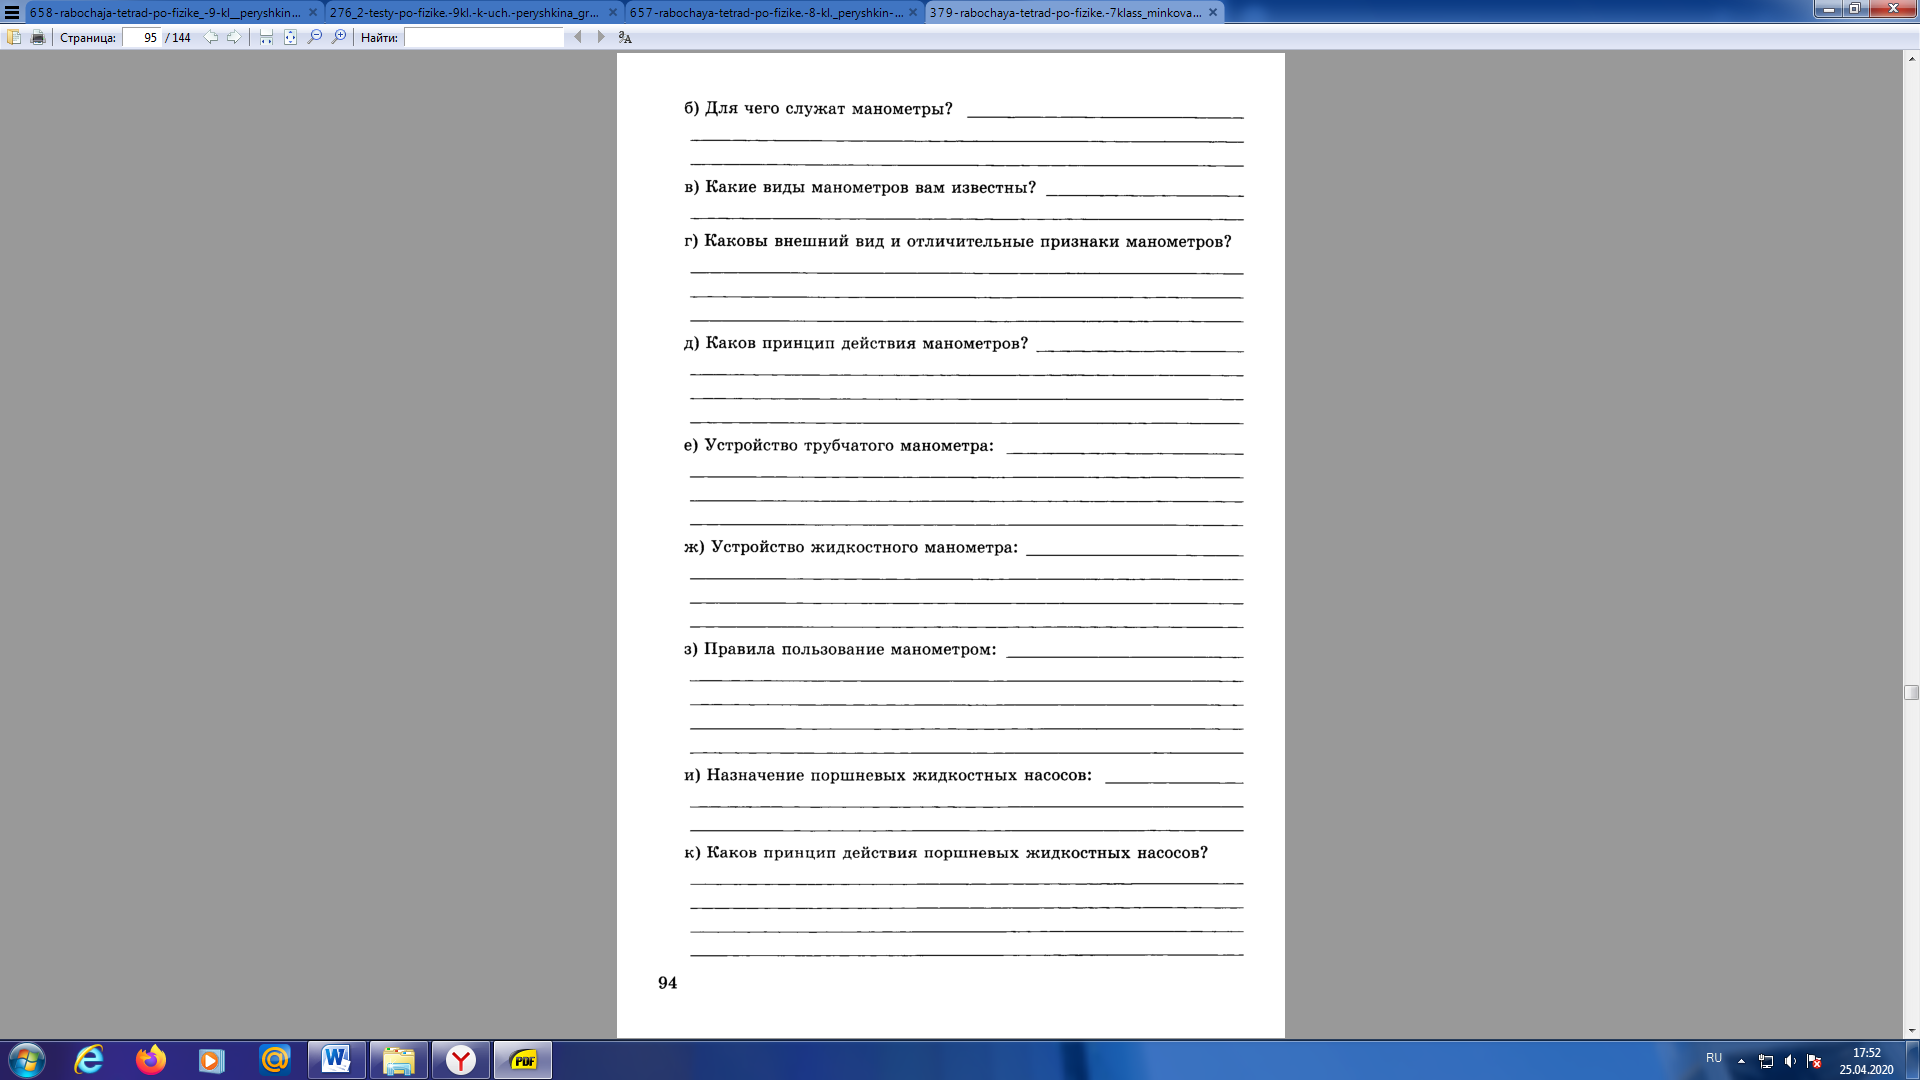 658-rabochaja-tetrad-po-fizike_-9-kl__peryshkin... 276_2-testy-po-fizike.-9kl.-k-uch.-peryshkina_gr... 657-rabochaya-tetrad-po-fizike.-8-kl._peryshkin-... 379-rabochaya-tetrad-po-fizike.-7klass_minkova...
Страница: 95 / 144 Найти:
б) Для чего служат манометры?
в) Какие виды манометров вам известны?
г) Каковы внешний вид и отличительные признаки манометров?
д) Каков принцип действия манометров?
е) Устройство трубчатого манометра:
ж) Устройство жидкостного манометра:
з) Правила пользование манометром:
и) Назначение поршневых жидкостных насосов:
к) Каков принцип действия поршневых жидкостных насосов?
94
PDF
RU
17:52
25.04.2020